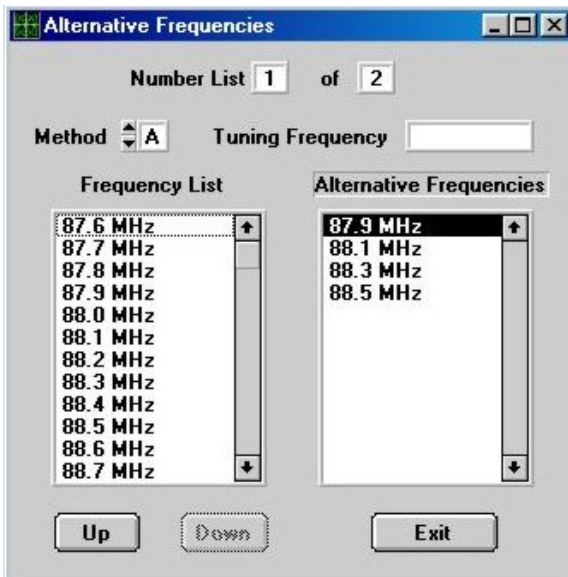 Alternative Frequencies
Number List 1 of 2
Method A Tuning Frequency
Frequency List
87.6 MHz
87.7 MHz
87.8 MHz
87.9 MHz
88.0 MHz
88.1 MHz
88.2 MHz
88.3 MHz
88.4 MHz
88.5 MHz
88.6 MHz
88.7 MHz
Alternative Frequencies
87.9 MHz
88.1 MHz
88.3 MHz
88.5 MHz
Up Down Exit